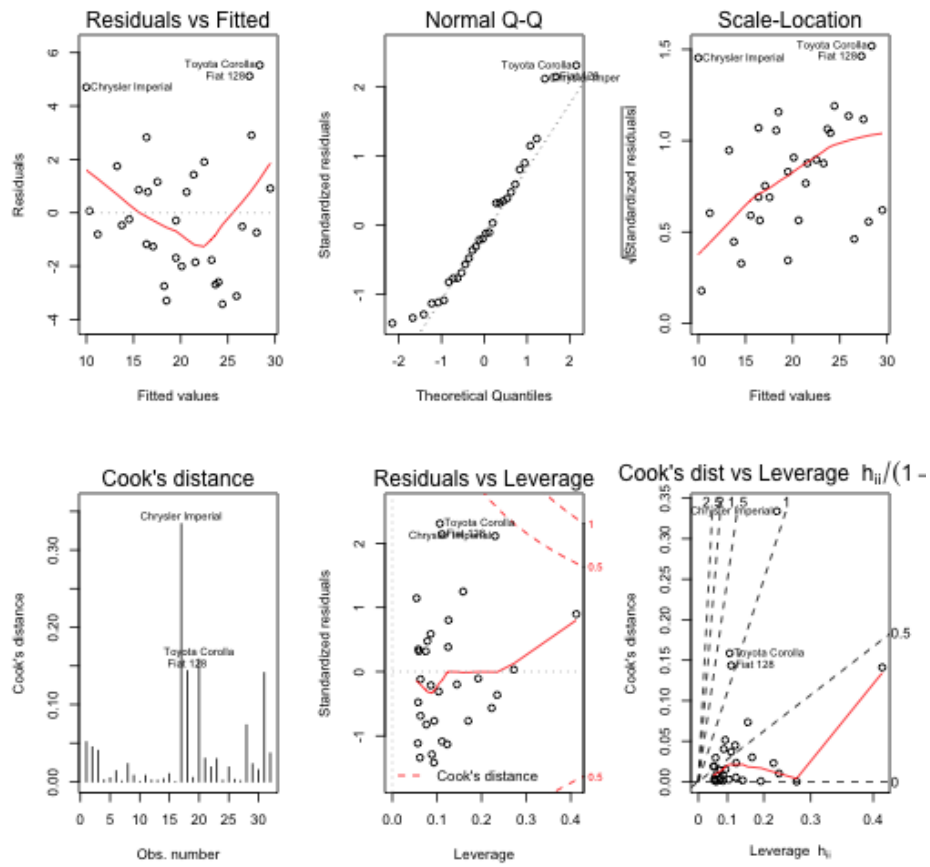 Residuals vs Fitted
Residuals
-4 -2 0 2 4 6
Toyota Corolla
Fiat 128
Chrysler Imperial
10 15 20 25 30
Fitted values
Normal Q-Q
Standardized residuals
-1 0 1 2
Toyota Corolla
Fiat 128
-2 -1 0 1 2
Theoretical Quantiles
Scale-Location
√|Standardized residuals|
0.0 0.5 1.0 1.5
Toyota Corolla
Fiat 128
Chrysler Imperial
10 15 20 25 30
Fitted values
Cook's distance
Cook's distance
0.00 0.10 0.20 0.30
Chrysler Imperial
Toyota Corolla
Fiat 128
0 10 20 30
Obs. number
Residuals vs Leverage
Standardized residuals
-1 0 1 2
Toyota Corolla
Fiat 128
Chrysler Imperial
1
0.5
0.5
Cook's distance
0 0.1 0.2 0.3 0.4
Leverage
Cook's dist vs Leverage hii/(1 −
Cook's distance
0.00 0.05 0.10 0.15 0.20 0.25 0.30 0.35
1
Chrysler Imperial
Toyota Corolla
Fiat 128
0.5
0
0 0.1 0.2 0.3 0.4
Leverage hii